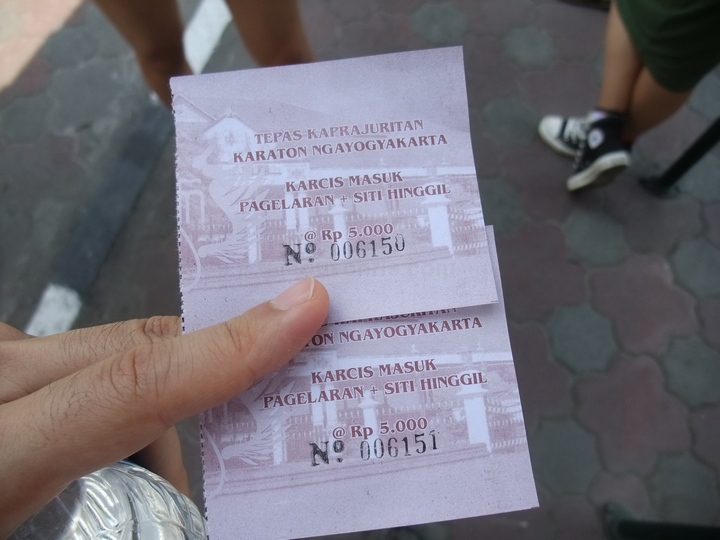 TEPAS KAPRAJURITAN
KARATON NGAYOGYAKARTA
KARCIS MASUK
PAGELARAN + SITI HINGGIL
@ Rp 5.000
Nº 006150
NGAYOGYAKARTA
KARCIS MASUK
PAGELARAN + SITI HINGGIL
@ Rp 5.000
Nº 006151